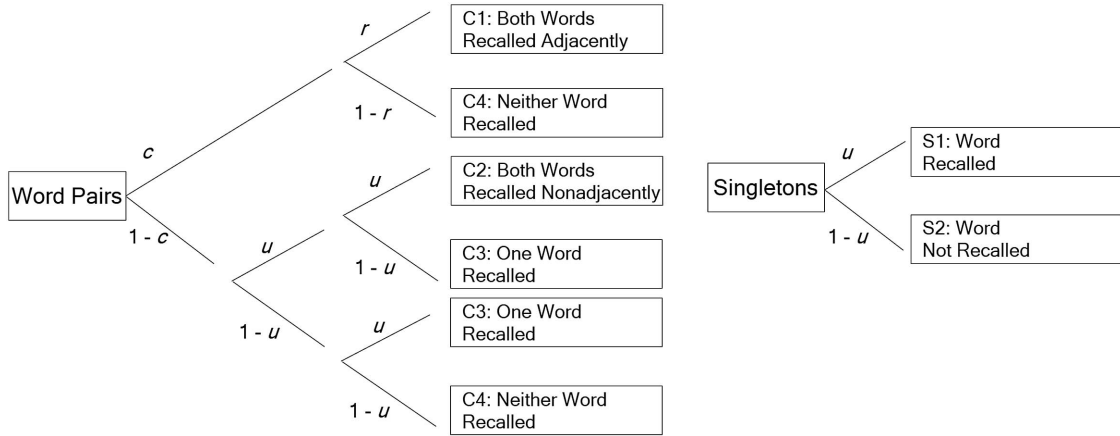 r
C1: Both Words
Recalled Adjacently
1 - r
C4: Neither Word
Recalled
c
Word Pairs
1 - c
u
C2: Both Words
Recalled Nonadjacently
u
1 - u
C3: One Word
Recalled
1 - u
u
C3: One Word
Recalled
1 - u
C4: Neither Word
Recalled
Singletons
u
S1: Word
Recalled
1 - u
S2: Word
Not Recalled